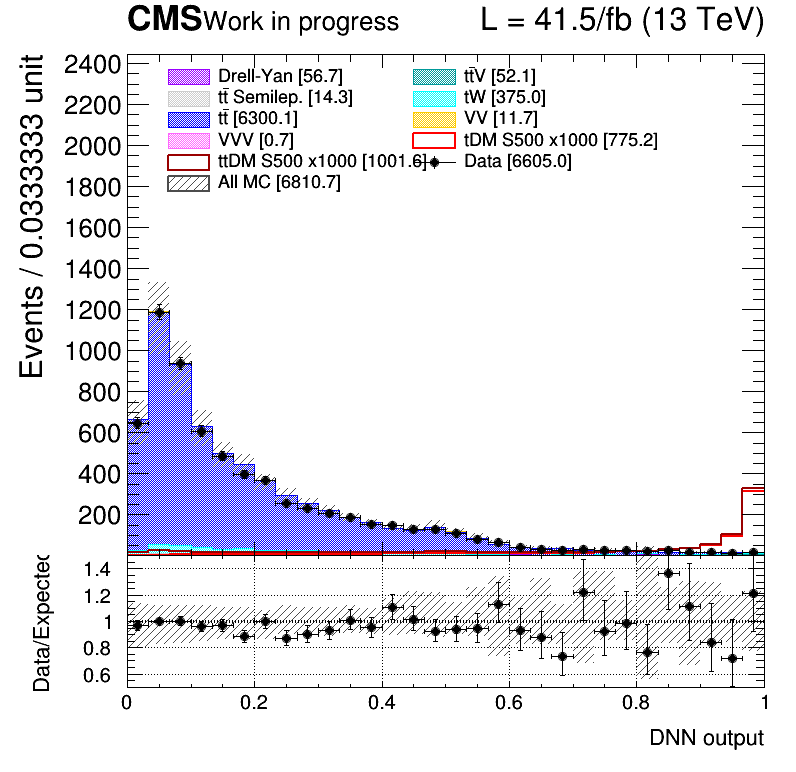 CMS Work in progress L = 41.5/fb (13 TeV)
Events / 0.0333333 unit
2400
2200
2000
1800
1600
1400
1200
1000
800
600
400
200
Drell-Yan [56.7] tt̄V [52.1]
tt̄ Semilep. [14.3] tW [375.0]
tt̄ [6300.1] VV [11.7]
VVV [0.7] tDM S500 x1000 [775.2]
ttDM S500 x1000 [1001.6] Data [6605.0]
All MC [6810.7]
Data/Expected
1.4
1.2
1
0.8
0.6
0 0.2 0.4 0.6 0.8 1
DNN output